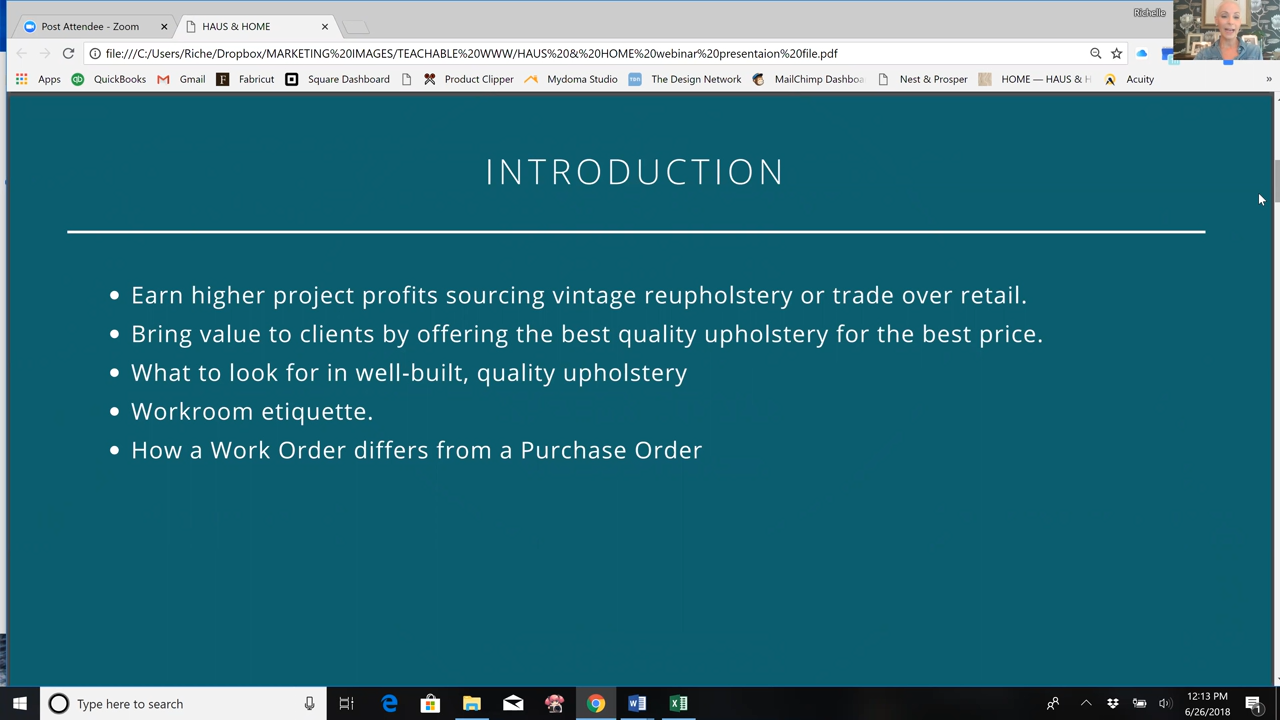 Richelle
Post Attendee - Zoom
HAUS & HOME
file:///C:/Users/Riche/Dropbox/MARKETING%20IMAGES/TEACHABLE%20WWW/HAUS%20&%20HOME%20webinar%20presentaion%20file.pdf
Apps QuickBooks Gmail Fabricut Square Dashboard Product Clipper Mydoma Studio The Design Network MailChimp Dashboa Nest & Prosper HOME — HAUS & H Acuity »
INTRODUCTION
• Earn higher project profits sourcing vintage reupholstery or trade over retail.
• Bring value to clients by offering the best quality upholstery for the best price.
• What to look for in well-built, quality upholstery
• Workroom etiquette.
• How a Work Order differs from a Purchase Order
Type here to search
12:13 PM
6/26/2018